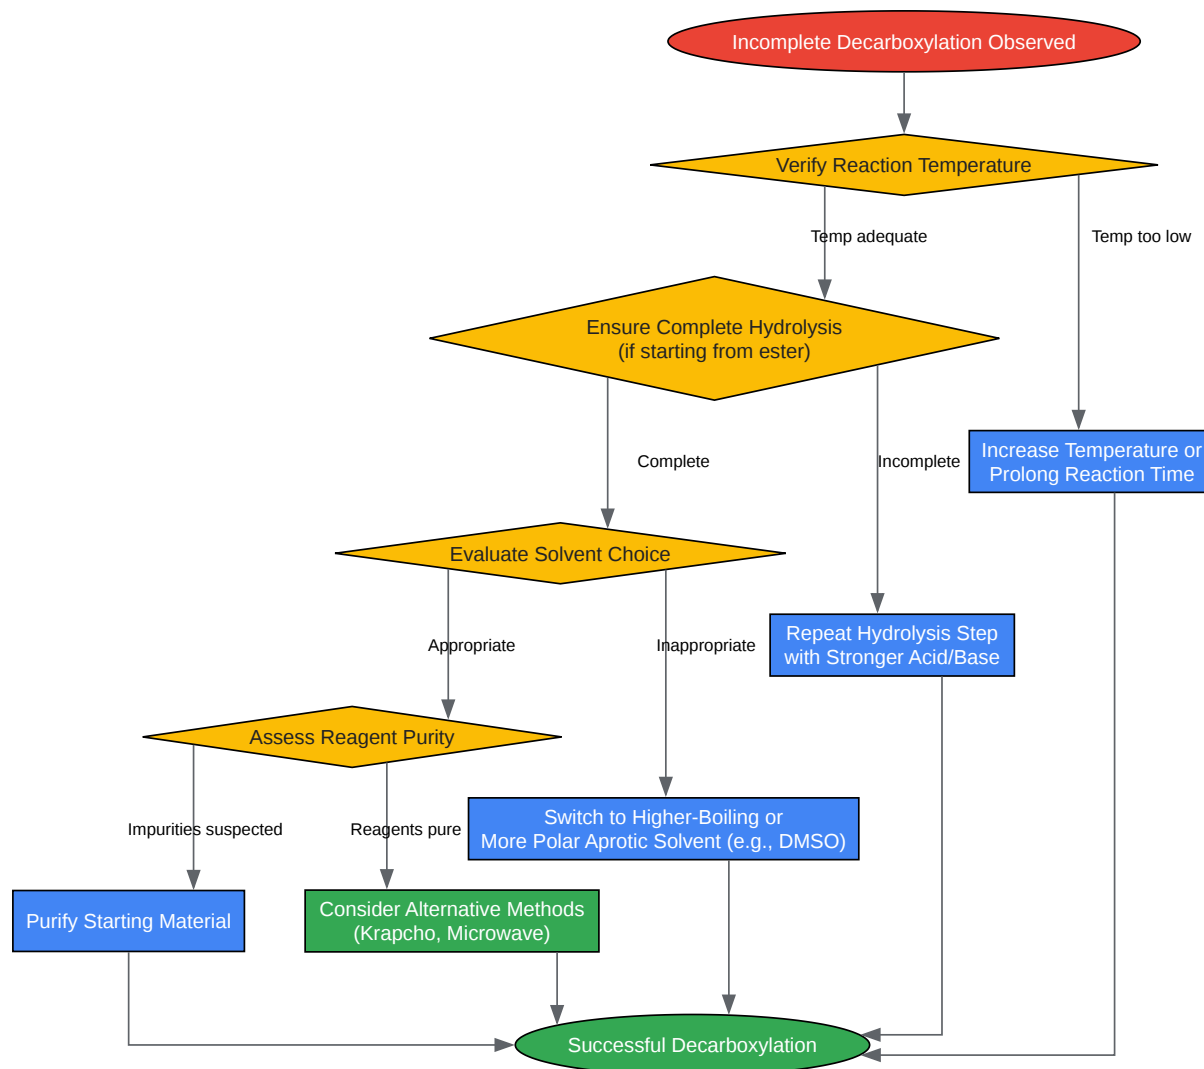 Incomplete Decarboxylation Observed
Verify Reaction Temperature
Temp adequate
Temp too low
Ensure Complete Hydrolysis
(if starting from ester)
Complete
Incomplete
Increase Temperature or
Prolong Reaction Time
Evaluate Solvent Choice
Appropriate
Inappropriate
Repeat Hydrolysis Step
with Stronger Acid/Base
Assess Reagent Purity
Impurities suspected
Reagents pure
Switch to Higher-Boiling or
More Polar Aprotic Solvent (e.g., DMSO)
Purify Starting Material
Consider Alternative Methods
(Krapcho, Microwave)
Successful Decarboxylation